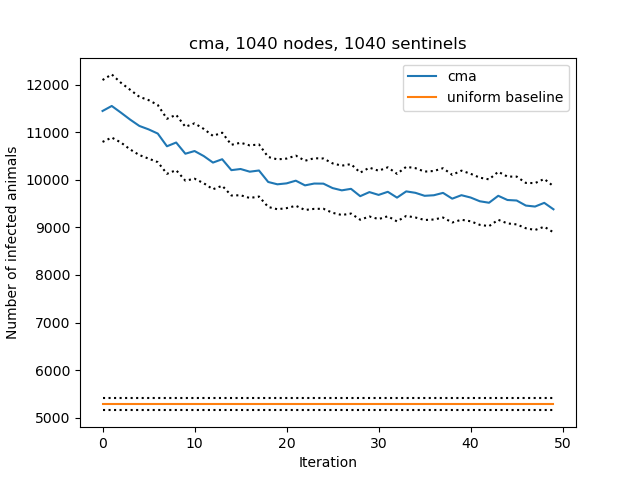 cma, 1040 nodes, 1040 sentinels
cma
uniform baseline
12000
11000
10000
9000
8000
7000
6000
5000
Number of infected animals
0
10
20
30
40
50
Iteration